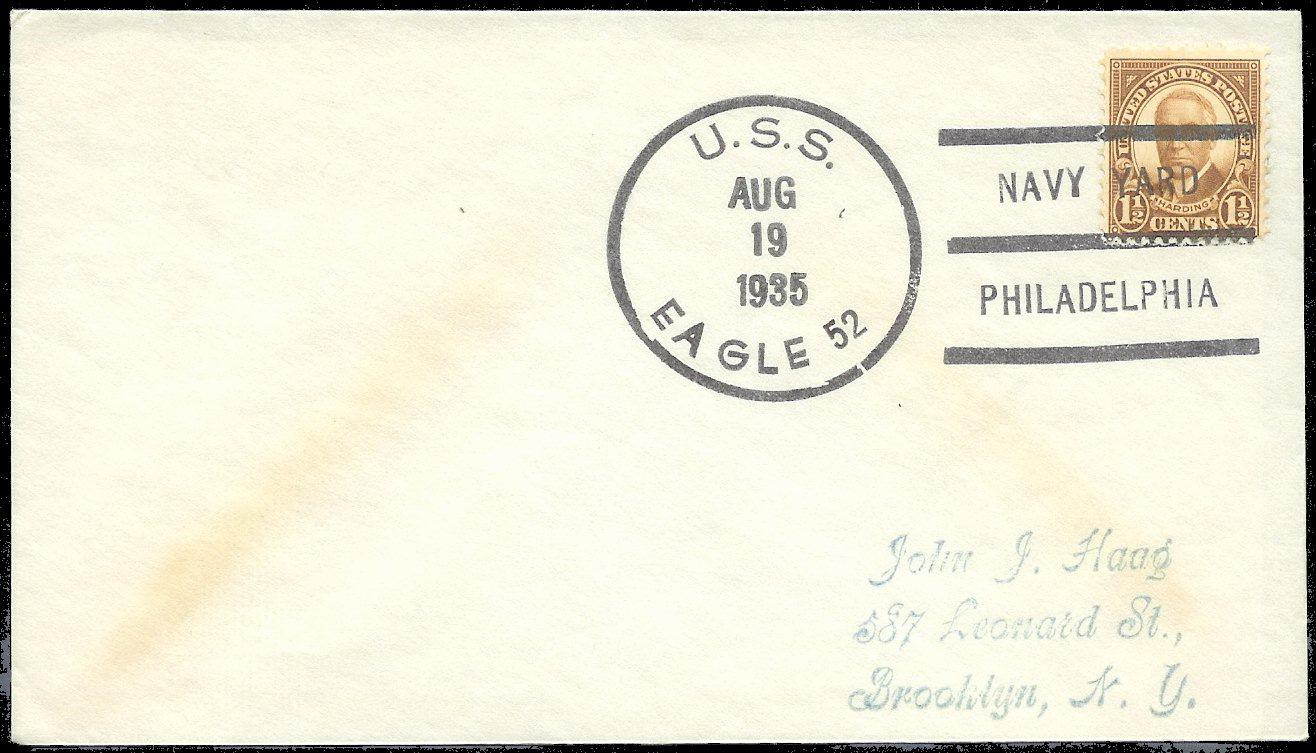 UNITED STATES POSTAGE
HARDING
1½ 1½
CENTS
U.S.S.
AUG
19
1935
EAGLE 52
NAVY YARD
PHILADELPHIA
John J. Haag
587 Leonard St.,
Brooklyn, N. Y.